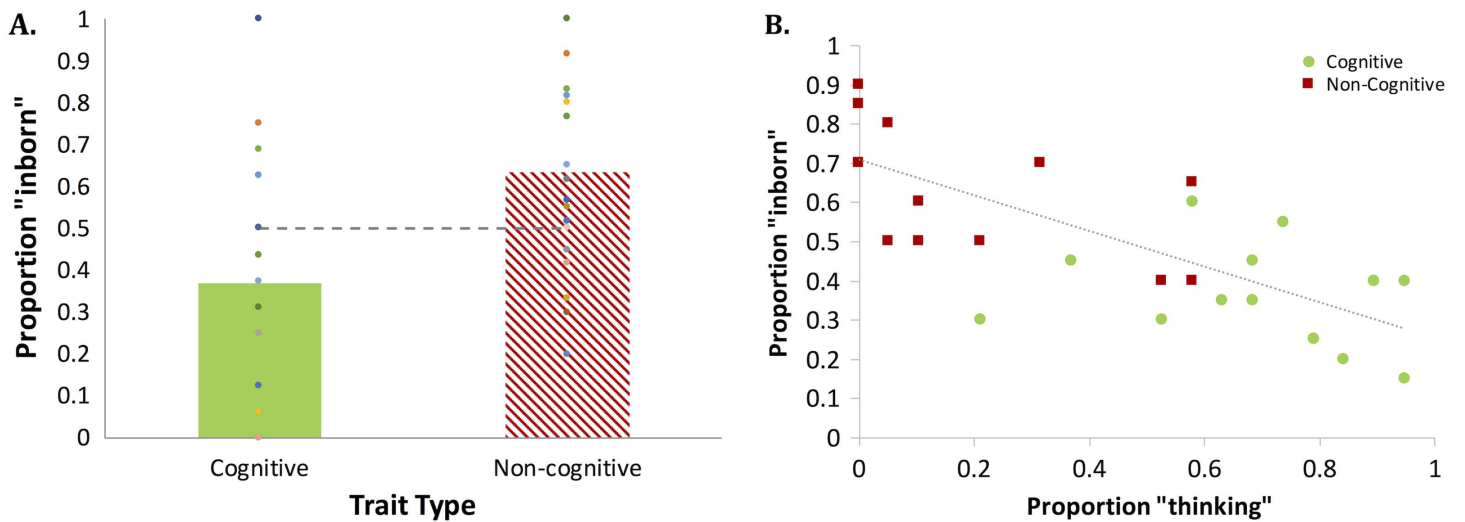 A.
Proportion "inborn"
1
0.9
0.8
0.7
0.6
0.5
0.4
0.3
0.2
0.1
0
Cognitive Non-cognitive
Trait Type
B.
Proportion "inborn"
1
0.9
0.8
0.7
0.6
0.5
0.4
0.3
0.2
0.1
0
Cognitive
Non-Cognitive
0 0.2 0.4 0.6 0.8 1
Proportion "thinking"